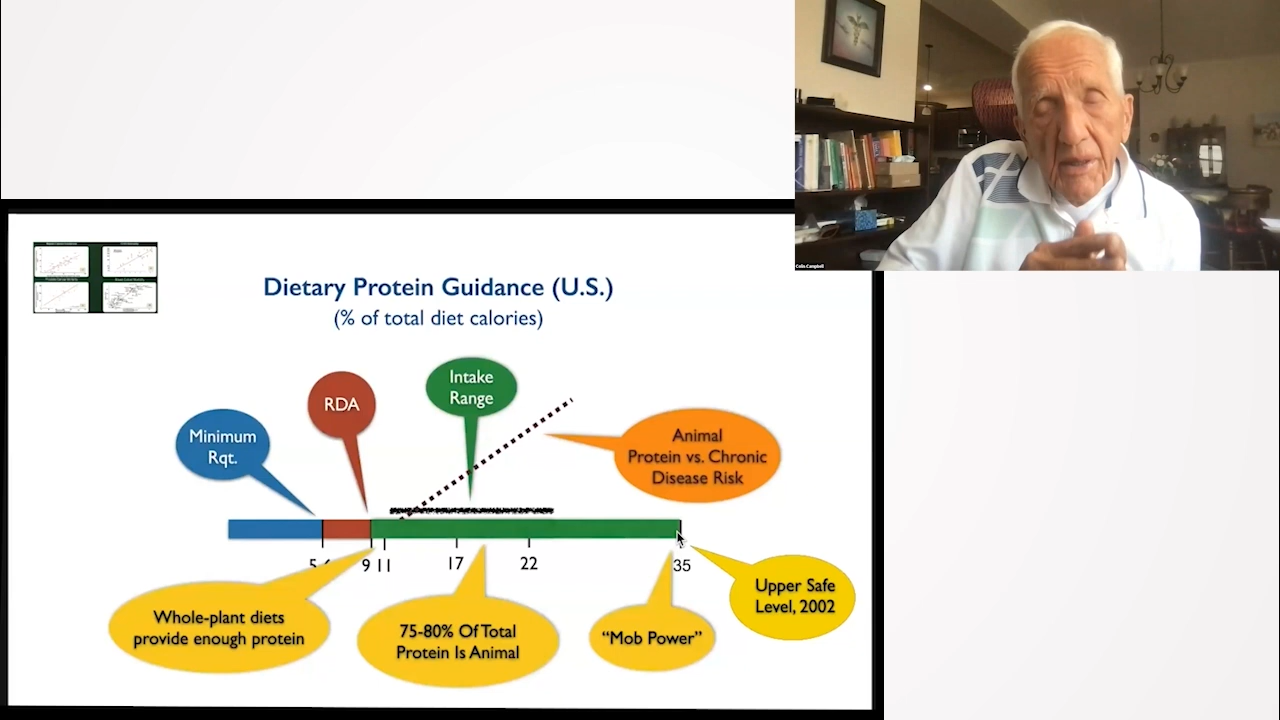 Colin Campbell
Dietary Protein Guidance (U.S.)
(% of total diet calories)
Minimum
Rqt.
RDA
Intake
Range
Animal
Protein vs. Chronic
Disease Risk
9 11 17 22 35
Whole-plant diets
provide enough protein
75-80% Of Total
Protein Is Animal
“Mob Power”
Upper Safe
Level, 2002